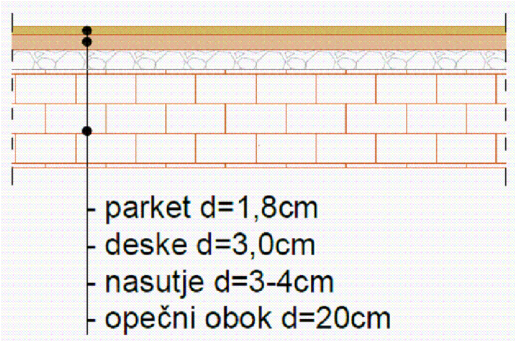 - parket d=1,8cm
- deske d=3,0cm
- nasutje d=3-4cm
- opečni obok d=20cm